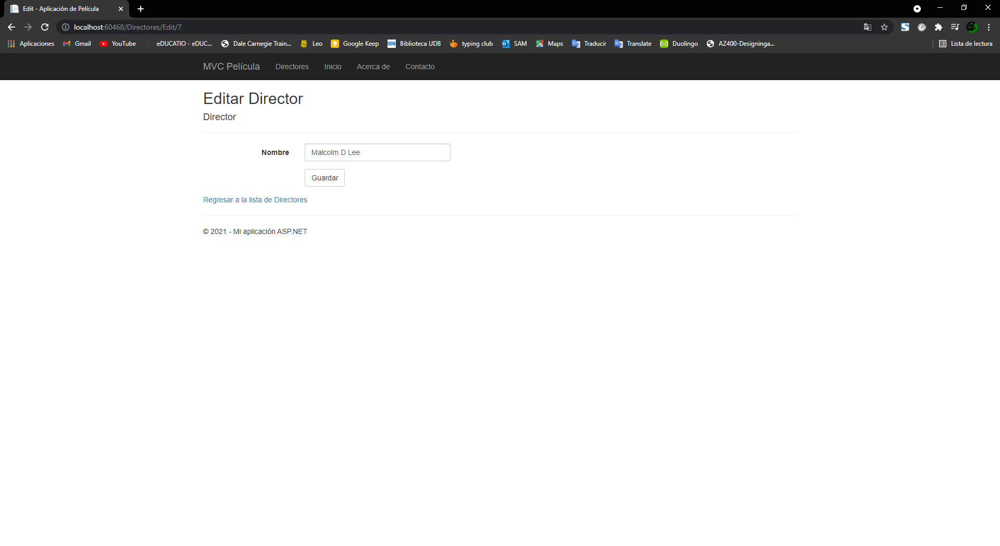 Edit - Aplicación de Película
localhost:60468/Directores/Edit/7
Aplicaciones Gmail YouTube eDUCATIO - eDUC... Dale Carnegie Train... Leo Google Keep UDB Biblioteca UDB typing club SAM Maps Traducir Translate Duolingo AZ400-Designinga... Lista de lectura
MVC Película Directores Inicio Acerca de Contacto
Editar Director
Director
Nombre Malcolm D Lee
Guardar
Regresar a la lista de Directores
© 2021 - Mi aplicación ASP.NET